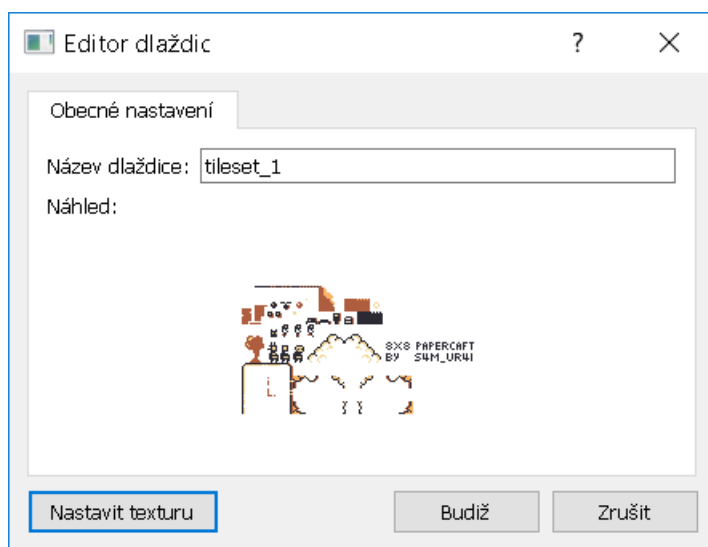 Editor dlaždic
Obecné nastavení
Název dlaždice: tileset_1
Náhled:
8X8 PAPERCAFT
BY S4M_UR4I
Nastavit texturu
Budiž
Zrušit